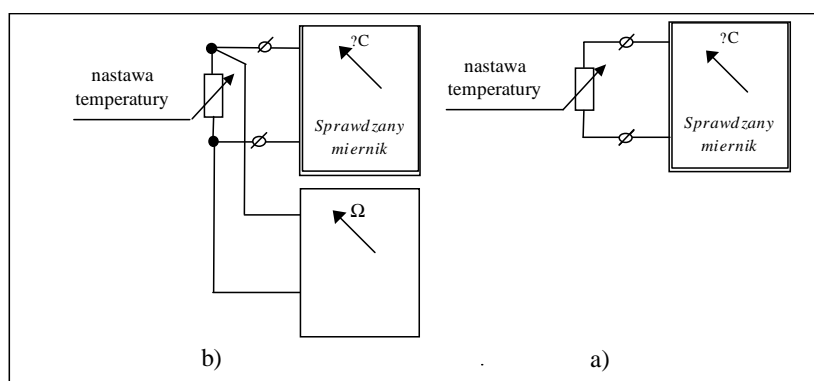 nastawa
temperatury
?C
Sprawdzany
miernik
Ω
b)
nastawa
temperatury
?C
Sprawdzany
miernik
.
a)